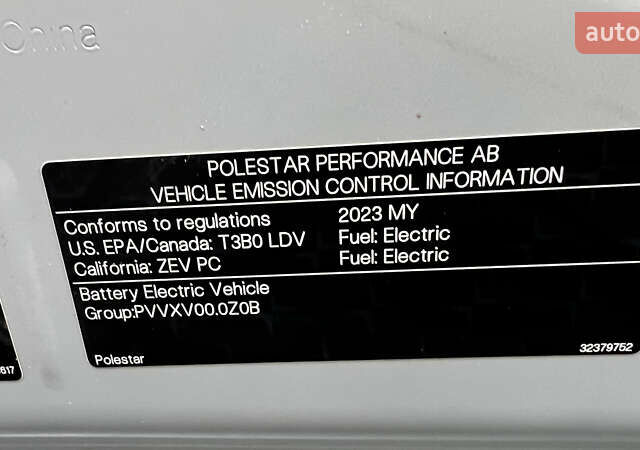 China
auto
POLESTAR PERFORMANCE AB
VEHICLE EMISSION CONTROL INFORMATION
Conforms to regulations 2023 MY
U.S. EPA/Canada: T3B0 LDV Fuel: Electric
California: ZEV PC Fuel: Electric
Battery Electric Vehicle
Group:PVVXV00.0Z0B
Polestar 32379752
617